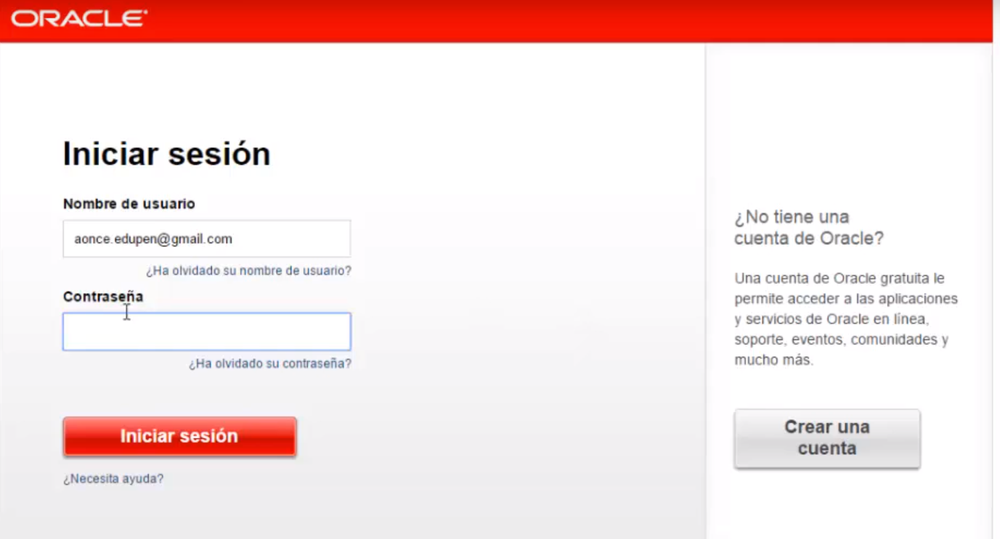 ORACLE
Iniciar sesión
Nombre de usuario
aonce.edupen@gmail.com
¿Ha olvidado su nombre de usuario?
Contraseña
¿Ha olvidado su contraseña?
Iniciar sesión
¿Necesita ayuda?
¿No tiene una
cuenta de Oracle?
Una cuenta de Oracle gratuita le
permite acceder a las aplicaciones
y servicios de Oracle en línea,
soporte, eventos, comunidades y
mucho más.
Crear una
cuenta